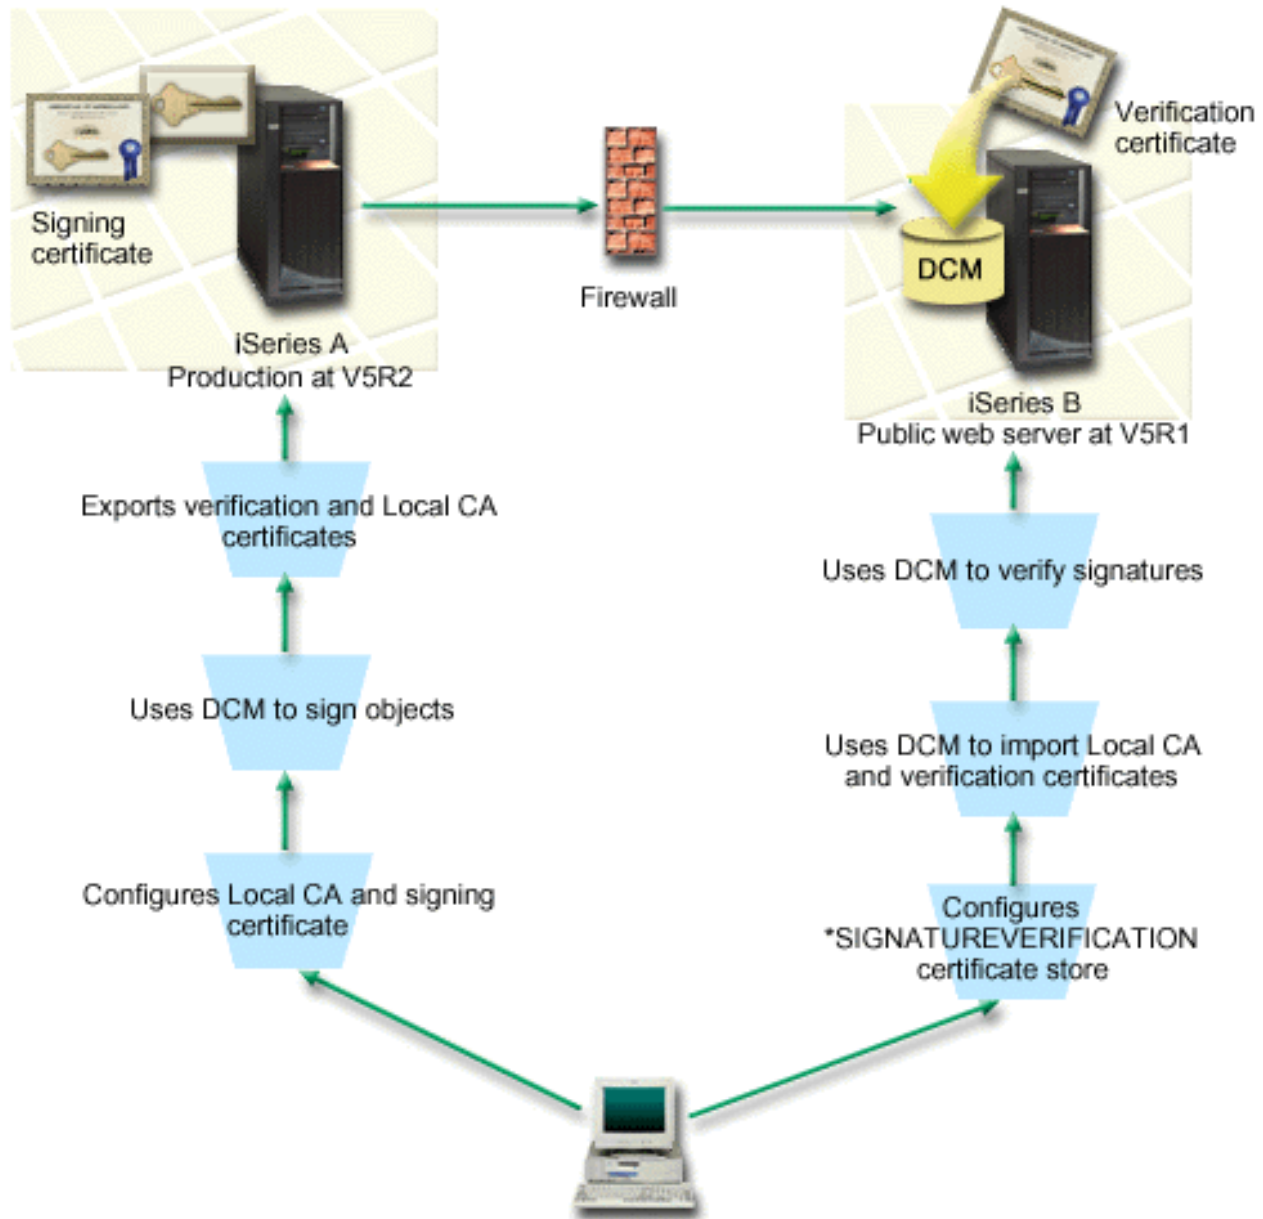 Signing
certificate
iSeries A
Production at V5R2
Firewall
Verification
certificate
DCM
iSeries B
Public web server at V5R1
Exports verification and Local CA
certificates
Uses DCM to sign objects
Configures Local CA and signing
certificate
Uses DCM to verify signatures
Uses DCM to import Local CA
and verification certificates
Configures
*SIGNATUREVERIFICATION
certificate store